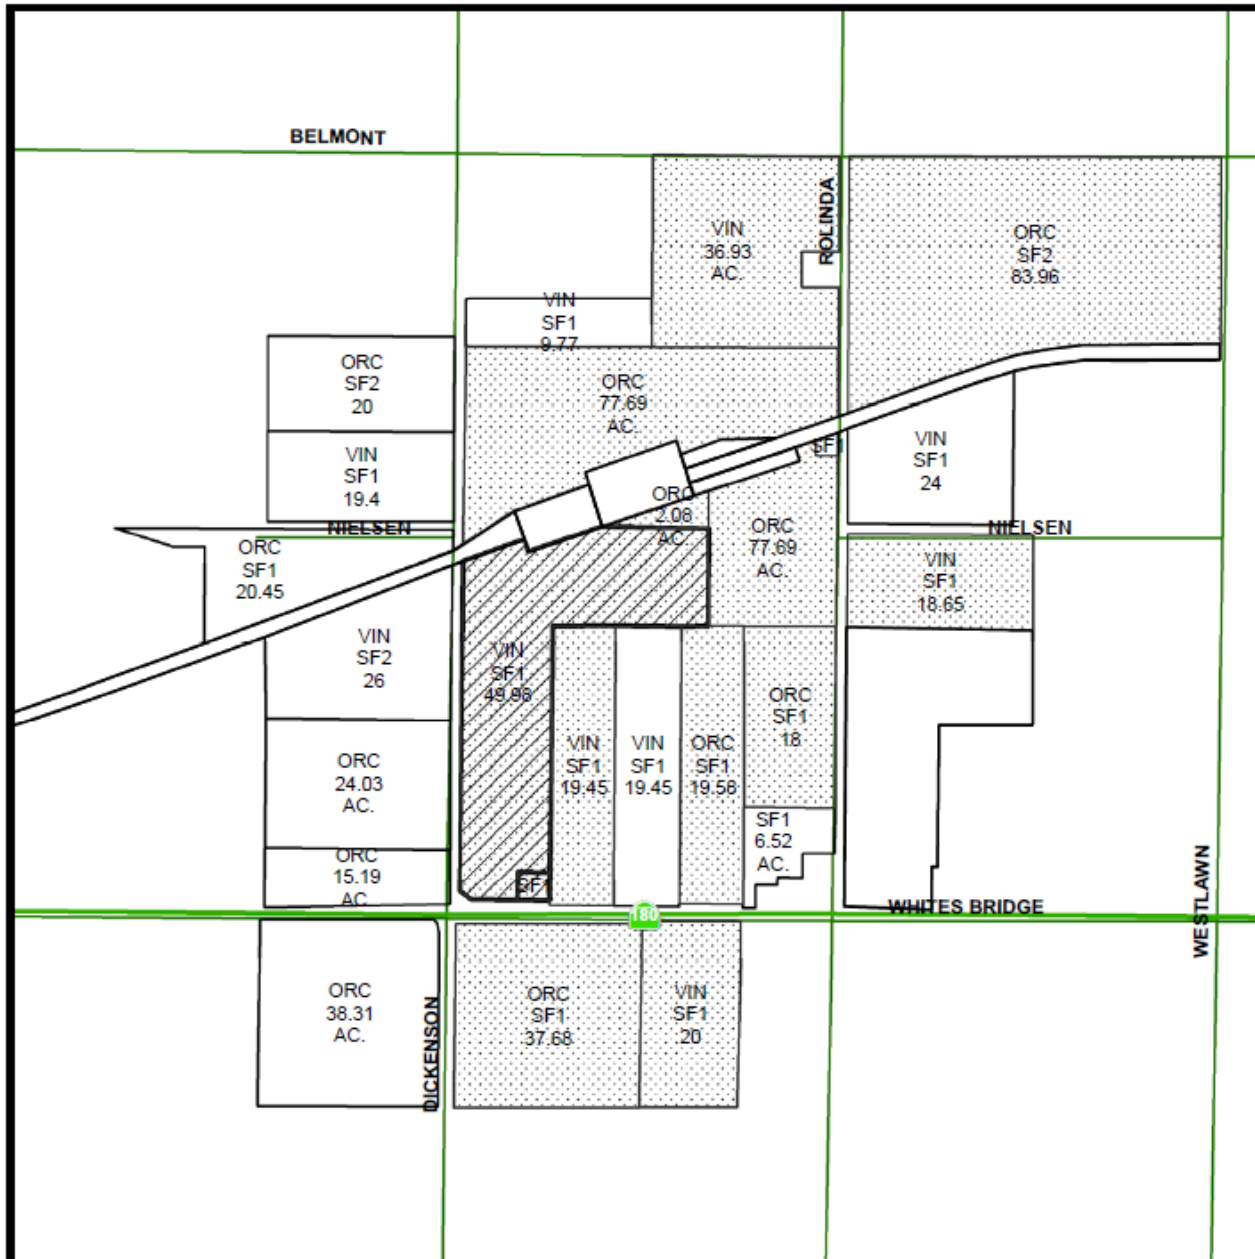 BELMONT
ROLINDA
VIN
36.93
AC.
ORC
SF2
83.96
VIN
SF1
9.77
ORC
SF2
20
ORC
77.69
AC.
VIN
SF1
19.4
SF1
VIN
SF1
24
ORC
2.08
AC.
NIELSEN
ORC
77.69
AC.
NIELSEN
ORC
SF1
20.45
VIN
SF1
18.65
VIN
SF2
26
VIN
SF1
49.98
ORC
SF1
18
ORC
24.03
AC.
VIN
SF1
19.45
VIN
SF1
19.45
ORC
SF1
19.58
SF1
6.52
AC.
ORC
15.19
AC.
SF1
WESTLAWN
WHITES BRIDGE
180
ORC
38.31
AC.
DICKENSON
ORC
SF1
37.68
VIN
SF1
20